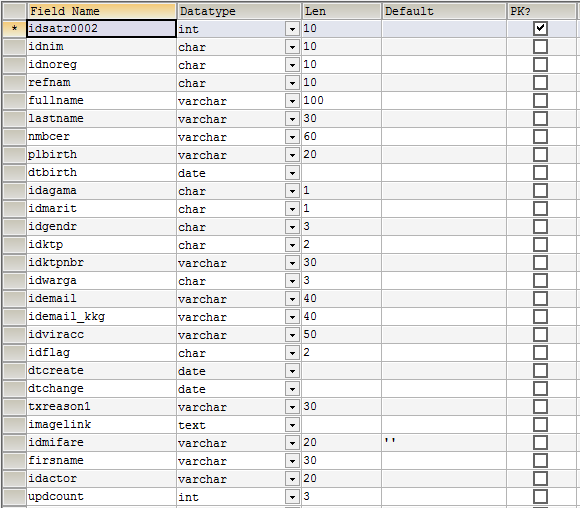 Field Name Datatype Len Default PK?
* idsatr0002 int 10
idnim char 10
idnoreg char 10
refnam char 10
fullname varchar 100
lastname varchar 30
nmbcer varchar 60
plbirth varchar 20
dtbirth date
idagama char 1
idmarit char 1
idgendr char 3
idktp char 2
idktpnbr varchar 30
idwarga char 3
idemail varchar 40
idemail_kkg varchar 40
idviracc varchar 50
idflag char 2
dtcreate date
dtchange date
txreason1 varchar 30
imagelink text
idmifare varchar 20 ''
firsname varchar 30
idactor varchar 20
updcount int 3